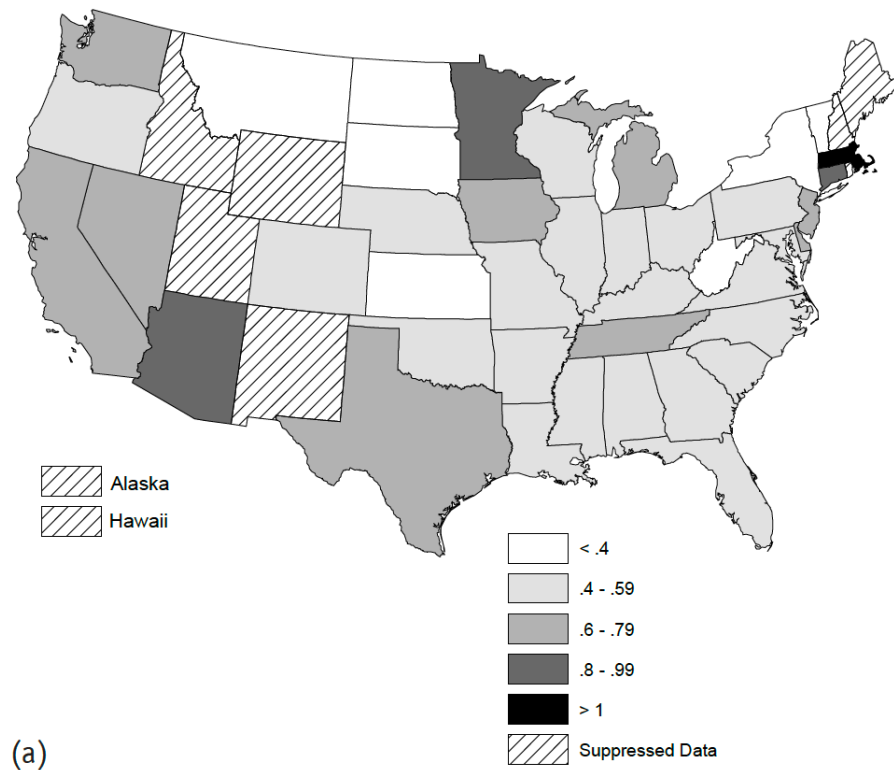 Alaska
Hawaii
< .4
.4 - .59
.6 - .79
.8 - .99
> 1
Suppressed Data
(a)